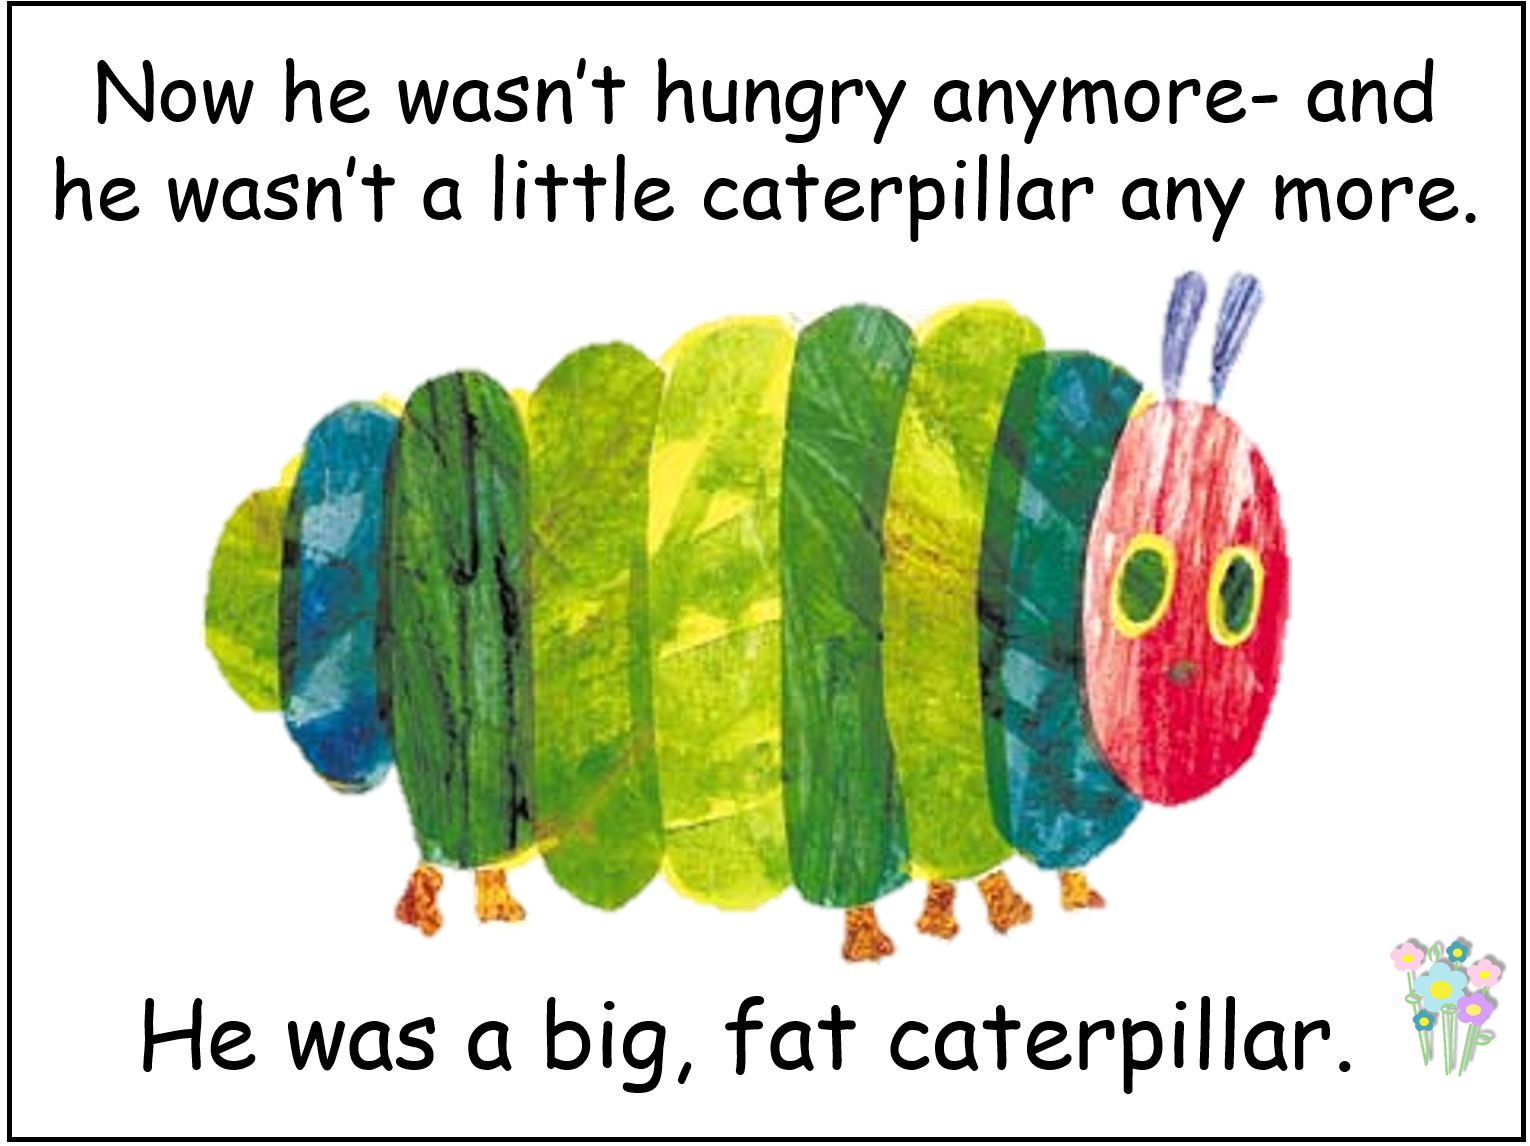 Now he wasn't hungry anymore- and
he wasn't a little caterpillar any more.
He was a big, fat caterpillar.